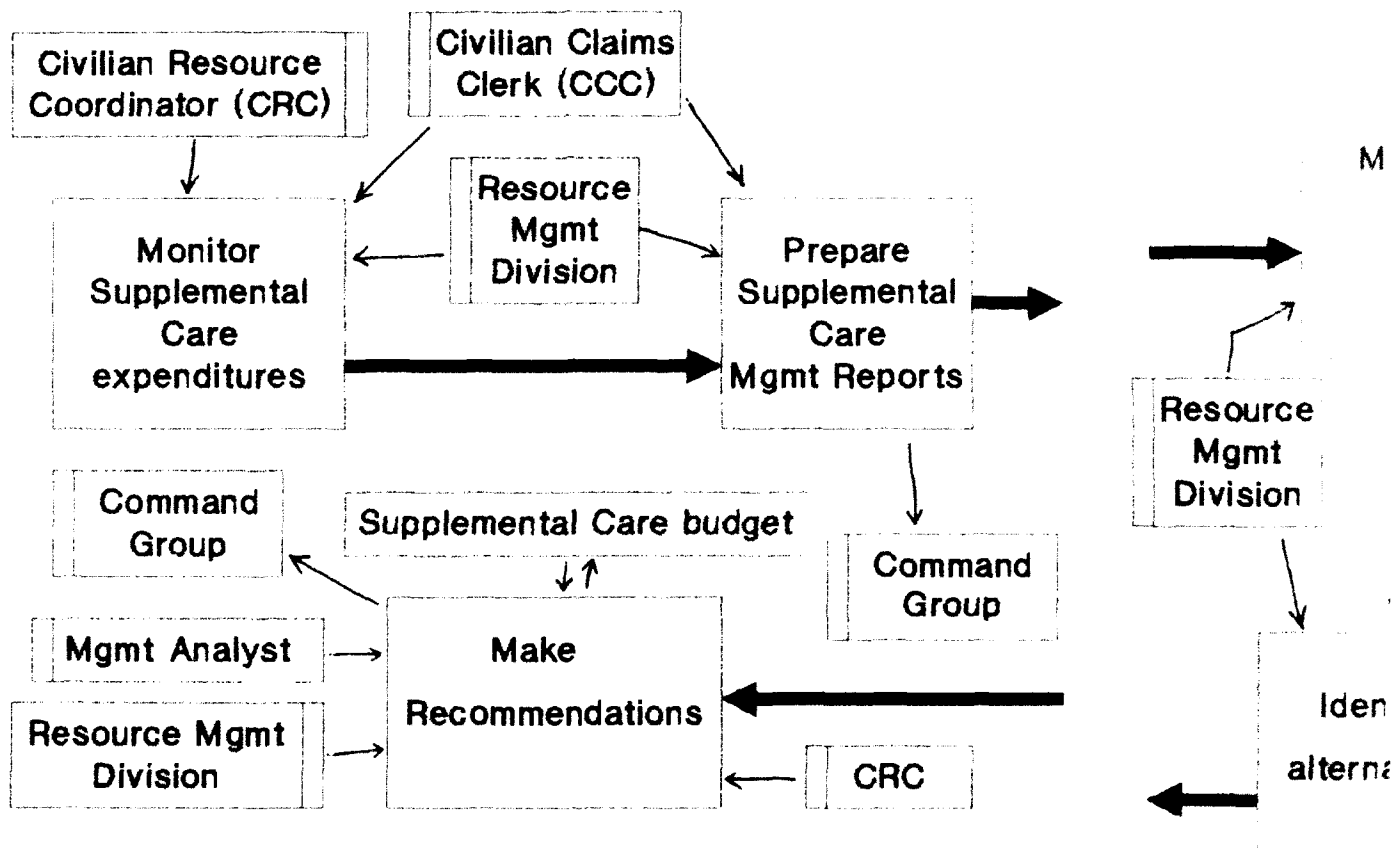 Civilian Resource
Coordinator (CRC)
Civilian Claims
Clerk (CCC)
Resource
Mgmt
Division
Monitor
Supplemental
Care
expenditures
Prepare
Supplemental
Care
Mgmt Reports
M
Resource
Mgmt
Division
Command
Group
Supplemental Care budget
Command
Group
Mgmt Analyst
Make
Recommendations
Resource Mgmt
Division
CRC
Iden
alterna